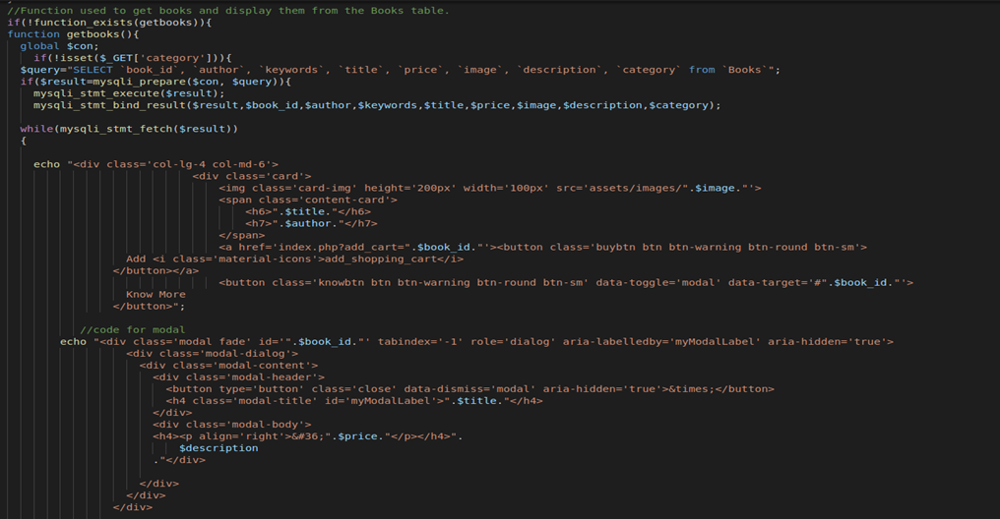 //Function used to get books and display them from the Books table.
if(!function_exists(getbooks)){
function getbooks(){
global $con;
if(!isset($_GET['category'])){
$query="SELECT `book_id`, `author`, `keywords`, `title`, `price`, `image`, `description`, `category` from `Books`";
if($result=mysqli_prepare($con, $query)){
mysqli_stmt_execute($result);
mysqli_stmt_bind_result($result,$book_id,$author,$keywords,$title,$price,$image,$description,$category);
while(mysqli_stmt_fetch($result))
{
echo "<div class='col-lg-4 col-md-6'>
<div class='card'>
<img class='card-img' height='200px' width='100px' src='assets/images/".$image."'>
<span class='content-card'>
<h6>".$title."</h6>
<h7>".$author."</h7>
</span>
<a href='index.php?add_cart=".$book_id."'><button class='buybtn btn btn-warning btn-round btn-sm'>
Add <i class='material-icons'>add_shopping_cart</i>
</button></a>
<button class='knowbtn btn btn-warning btn-round btn-sm' data-toggle='modal' data-target='#".$book_id."'>
Know More
</button>";
//code for modal
echo "<div class='modal fade' id='".$book_id."' tabindex='-1' role='dialog' aria-labelledby='myModalLabel' aria-hidden='true'>
<div class='modal-dialog'>
<div class='modal-content'>
<div class='modal-header'>
<button type='button' class='close' data-dismiss='modal' aria-hidden='true'>&times;</button>
<h4 class='modal-title' id='myModalLabel'>".$title."</h4>
</div>
<div class='modal-body'>
<h4><p align='right'>&#36;".$price."</p></h4>".
$description
."</div>
</div>
</div>
</div>